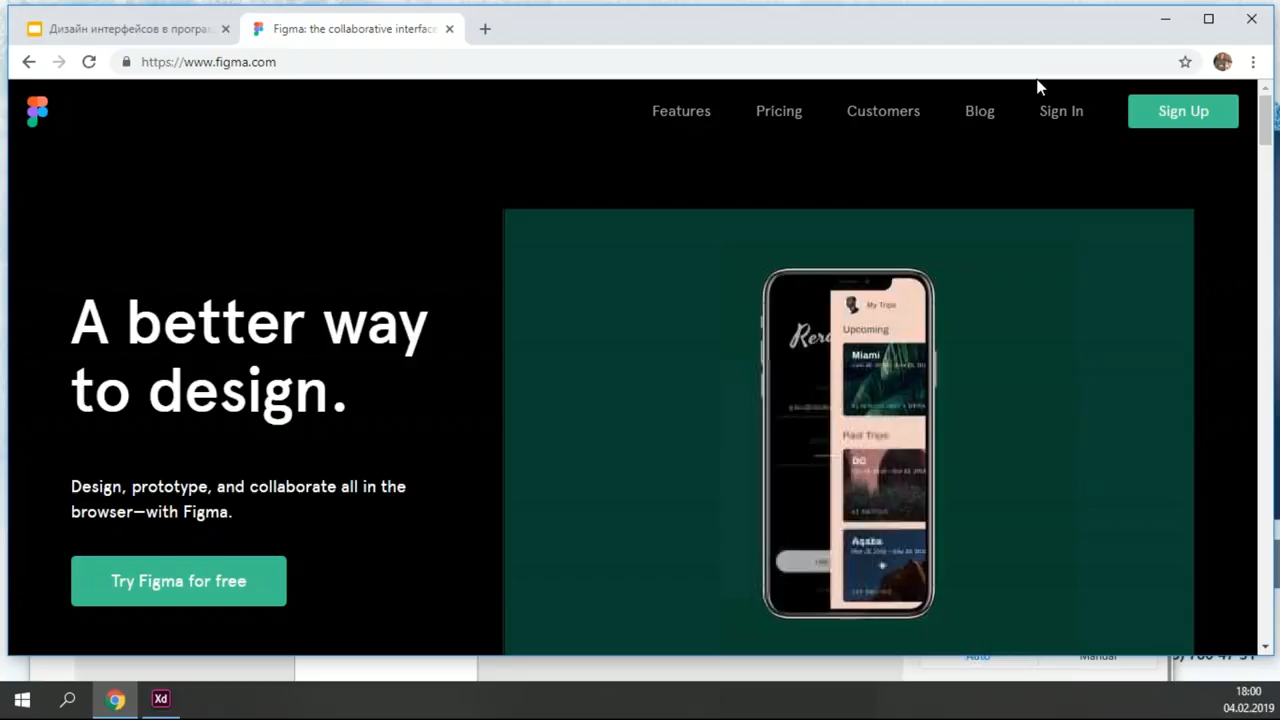 Дизайн интерфейсов в програ
Figma: the collaborative interface
https://www.figma.com
Features
Pricing
Customers
Blog
Sign In
Sign Up
A better way
to design.
Design, prototype, and collaborate all in the
browser—with Figma.
Try Figma for free
My Trips
Upcoming
Miami
Past Trips
DC
Aqaba
Auto
Manual
Xd
18:00
04.02.2019